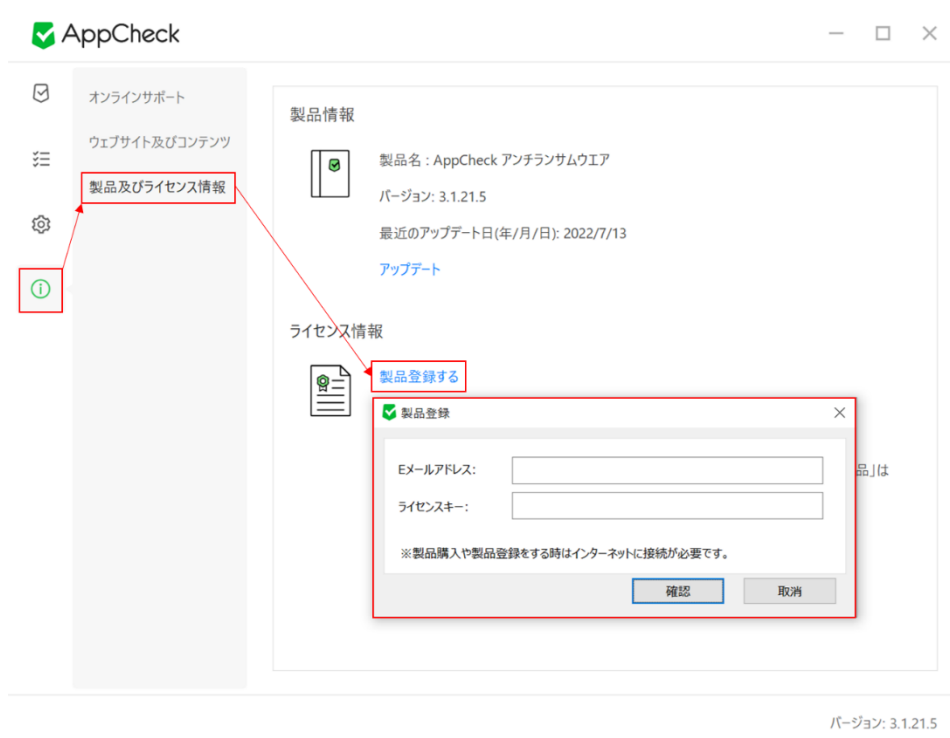 AppCheck
オンラインサポート
ウェブサイト及びコンテンツ
製品及びライセンス情報
製品情報
製品名 : AppCheck アンチランサムウエア
バージョン: 3.1.21.5
最近のアップデート日(年/月/日): 2022/7/13
アップデート
ライセンス情報
製品登録する
製品登録
Eメールアドレス:
品」は
ライセンスキー:
※製品購入や製品登録をする時はインターネットに接続が必要です。
確認
取消
バージョン: 3.1.21.5